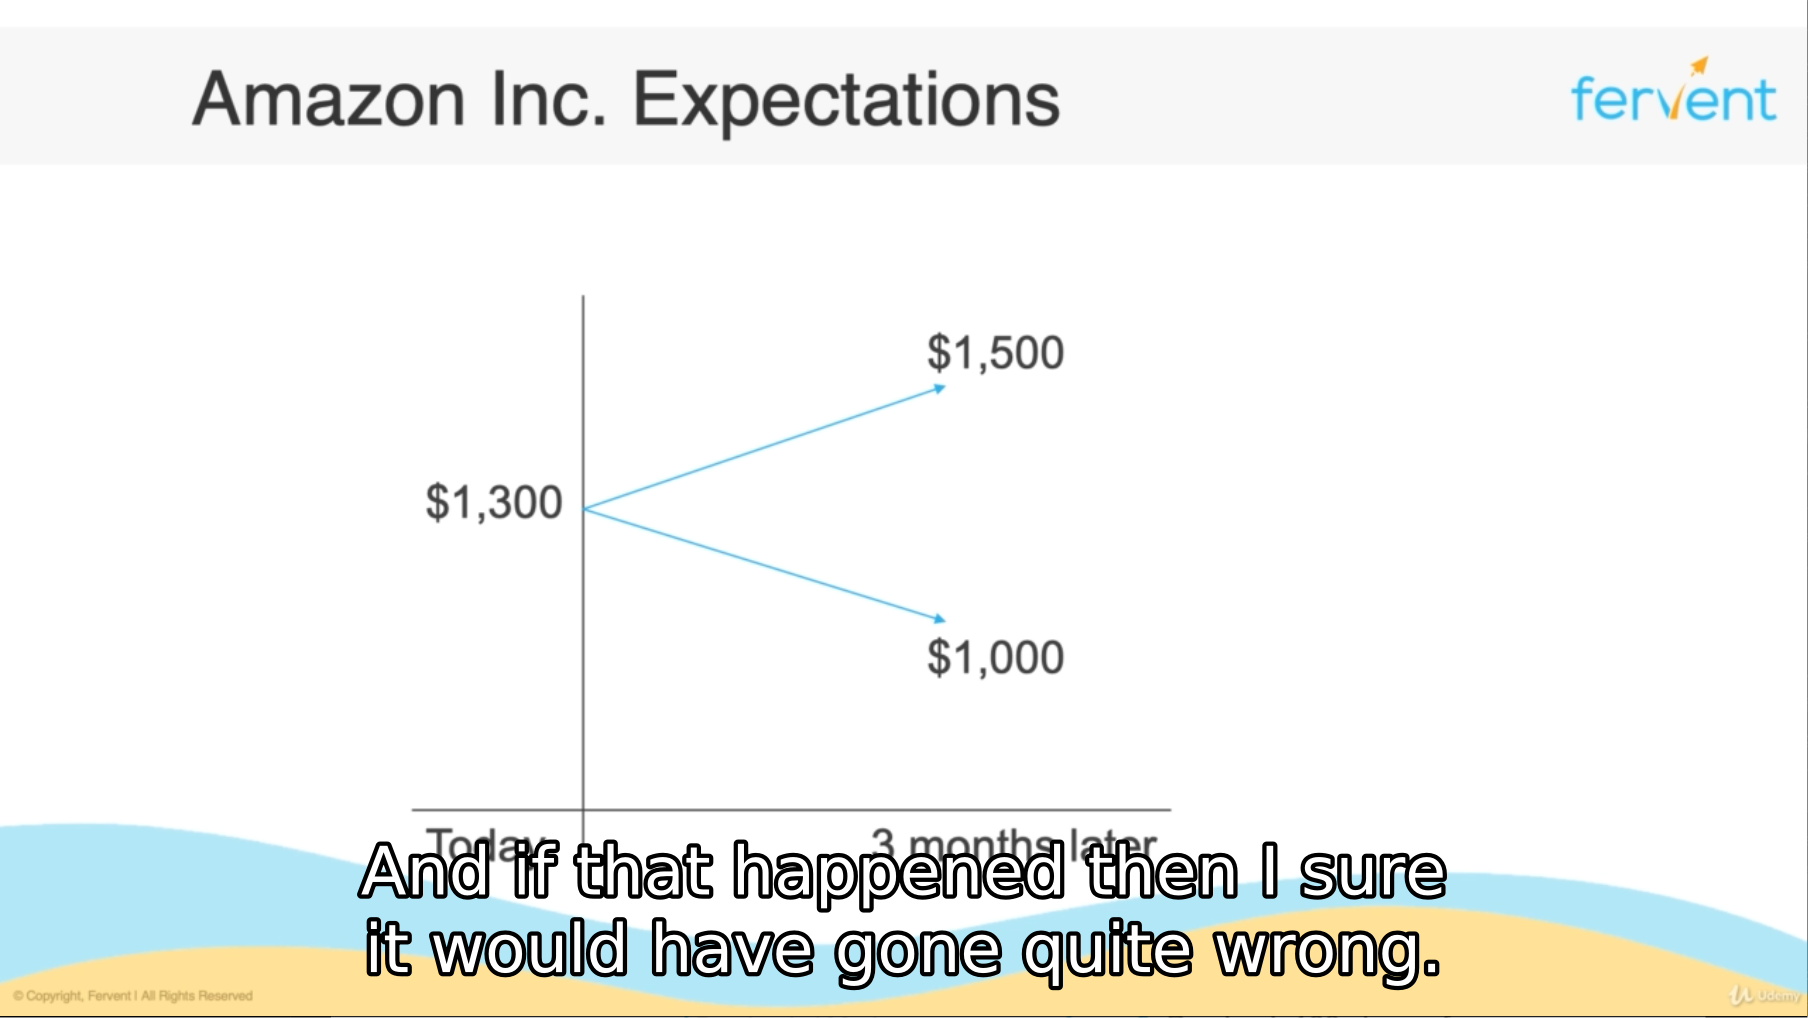 Amazon Inc. Expectations
fervent
$1,500
$1,300
$1,000
Today
3 months later
And if that happened then I sure
it would have gone quite wrong.
© Copyright, Fervent | All Rights Reserved
Udemy